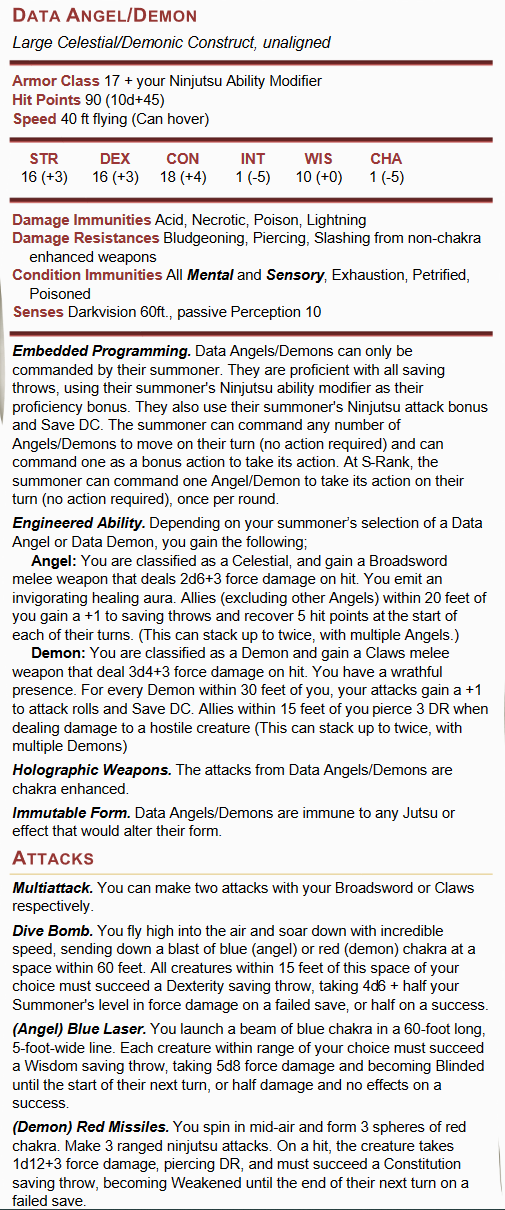 DATA ANGEL/DEMON
Large Celestial/Demonic Construct, unaligned
Armor Class 17 + your Ninjutsu Ability Modifier
Hit Points 90 (10d+45)
Speed 40 ft flying (Can hover)
STR DEX CON INT WIS CHA
16 (+3) 16 (+3) 18 (+4) 1 (-5) 10 (+0) 1 (-5)
Damage Immunities Acid, Necrotic, Poison, Lightning
Damage Resistances Bludgeoning, Piercing, Slashing from non-chakra
enhanced weapons
Condition Immunities All Mental and Sensory, Exhaustion, Petrified,
Poisoned
Senses Darkvision 60ft., passive Perception 10
Embedded Programming. Data Angels/Demons can only be
commanded by their summoner. They are proficient with all saving
throws, using their summoner's Ninjutsu ability modifier as their
proficiency bonus. They also use their summoner's Ninjutsu attack bonus
and Save DC. The summoner can command any number of
Angels/Demons to move on their turn (no action required) and can
command one as a bonus action to take its action. At S-Rank, the
summoner can command one Angel/Demon to take its action on their
turn (no action required), once per round.
Engineered Ability. Depending on your summoner's selection of a Data
Angel or Data Demon, you gain the following;
Angel: You are classified as a Celestial, and gain a Broadsword
melee weapon that deals 2d6+3 force damage on hit. You emit an
invigorating healing aura. Allies (excluding other Angels) within 20 feet of
you gain a +1 to saving throws and recover 5 hit points at the start of
each of their turns. (This can stack up to twice, with multiple Angels.)
Demon: You are classified as a Demon and gain a Claws melee
weapon that deal 3d4+3 force damage on hit. You have a wrathful
presence. For every Demon within 30 feet of you, your attacks gain a +1
to attack rolls and Save DC. Allies within 15 feet of you pierce 3 DR when
dealing damage to a hostile creature (This can stack up to twice, with
multiple Demons)
Holographic Weapons. The attacks from Data Angels/Demons are
chakra enhanced.
Immutable Form. Data Angels/Demons are immune to any Jutsu or
effect that would alter their form.
ATTACKS
Multiattack. You can make two attacks with your Broadsword or Claws
respectively.
Dive Bomb. You fly high into the air and soar down with incredible
speed, sending down a blast of blue (angel) or red (demon) chakra at a
space within 60 feet. All creatures within 15 feet of this space of your
choice must succeed a Dexterity saving throw, taking 4d6 + half your
Summoner's level in force damage on a failed save, or half on a success.
(Angel) Blue Laser. You launch a beam of blue chakra in a 60-foot long,
5-foot-wide line. Each creature within range of your choice must succeed
a Wisdom saving throw, taking 5d8 force damage and becoming Blinded
until the start of their next turn, or half damage and no effects on a
success.
(Demon) Red Missiles. You spin in mid-air and form 3 spheres of red
chakra. Make 3 ranged ninjutsu attacks. On a hit, the creature takes
1d12+3 force damage, piercing DR, and must succeed a Constitution
saving throw, becoming Weakened until the end of their next turn on a
failed save.